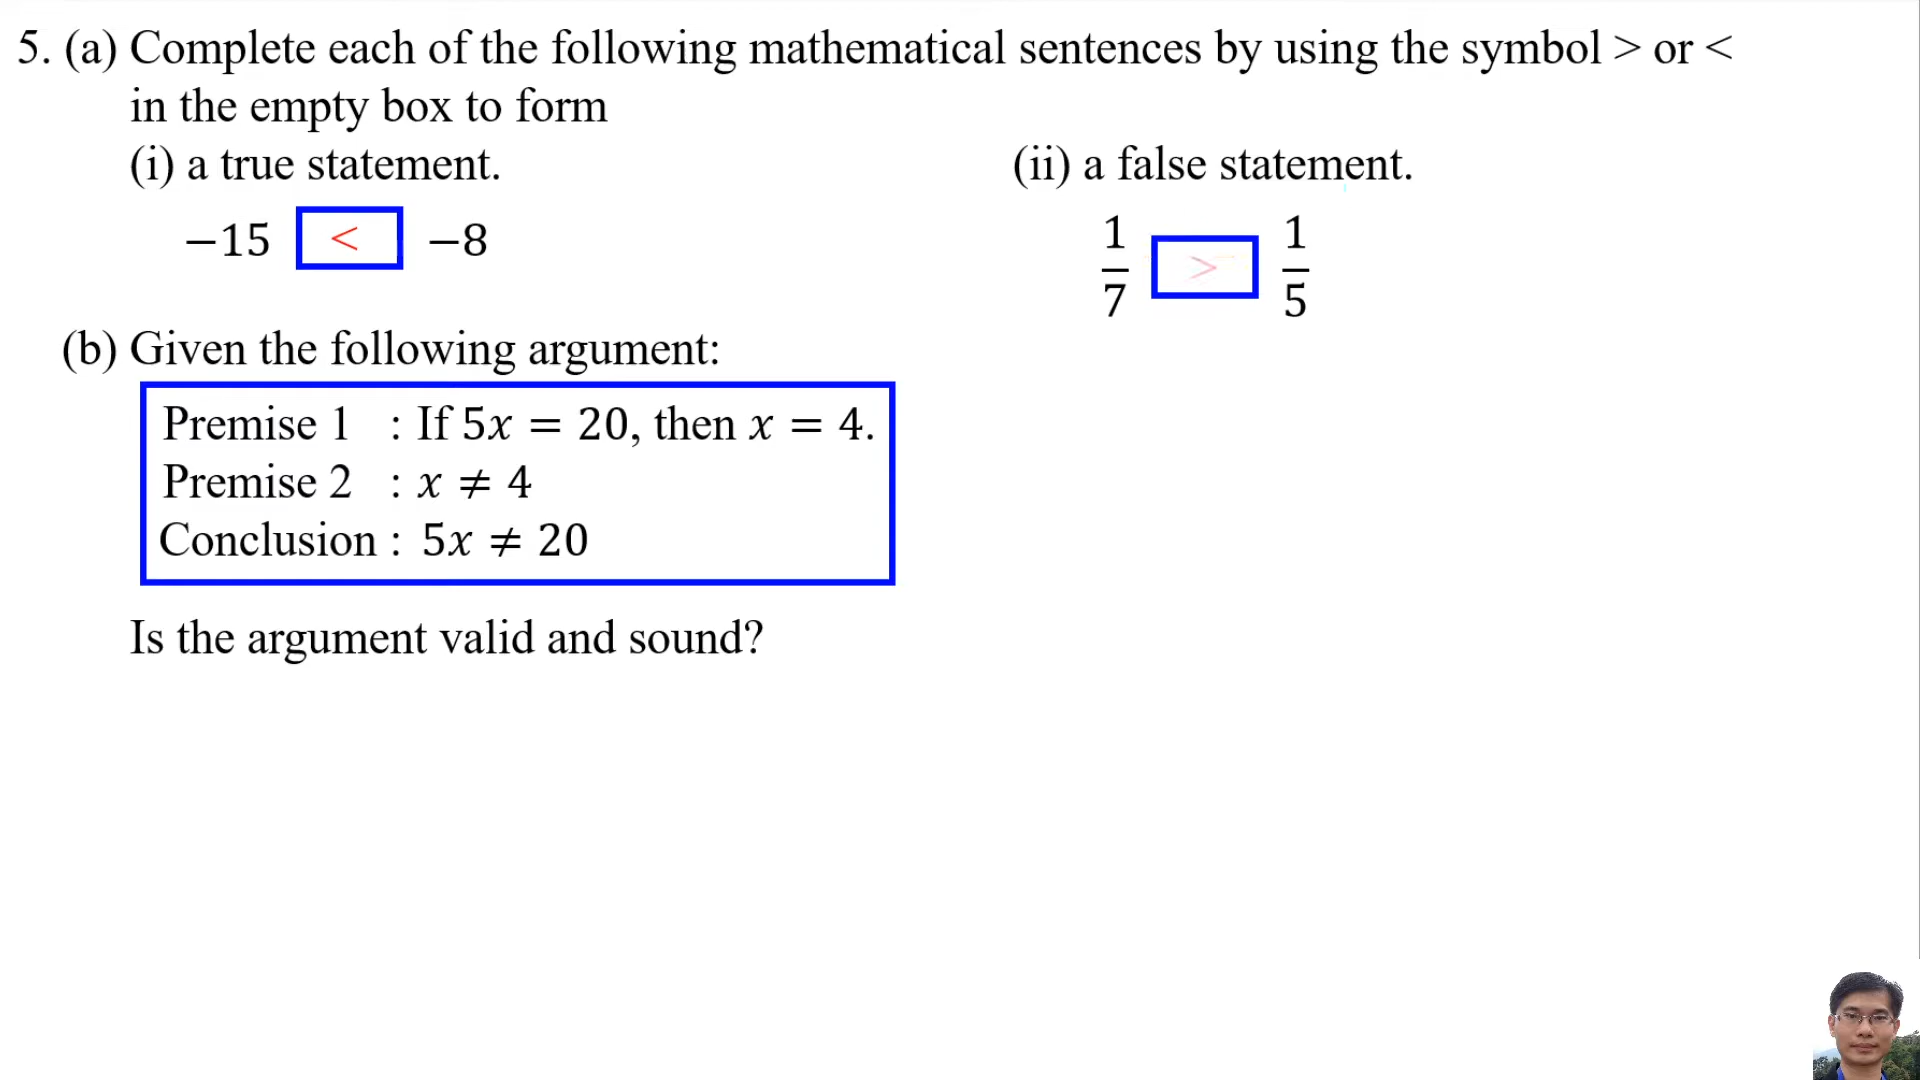 5. (a) Complete each of the following mathematical sentences by using the symbol > or <
in the empty box to form
(i) a true statement.
−15 < −8
(ii) a false statement.
1/7 > 1/5
(b) Given the following argument:
Premise 1 : If 5x = 20, then x = 4.
Premise 2 : x ≠ 4
Conclusion : 5x ≠ 20
Is the argument valid and sound?